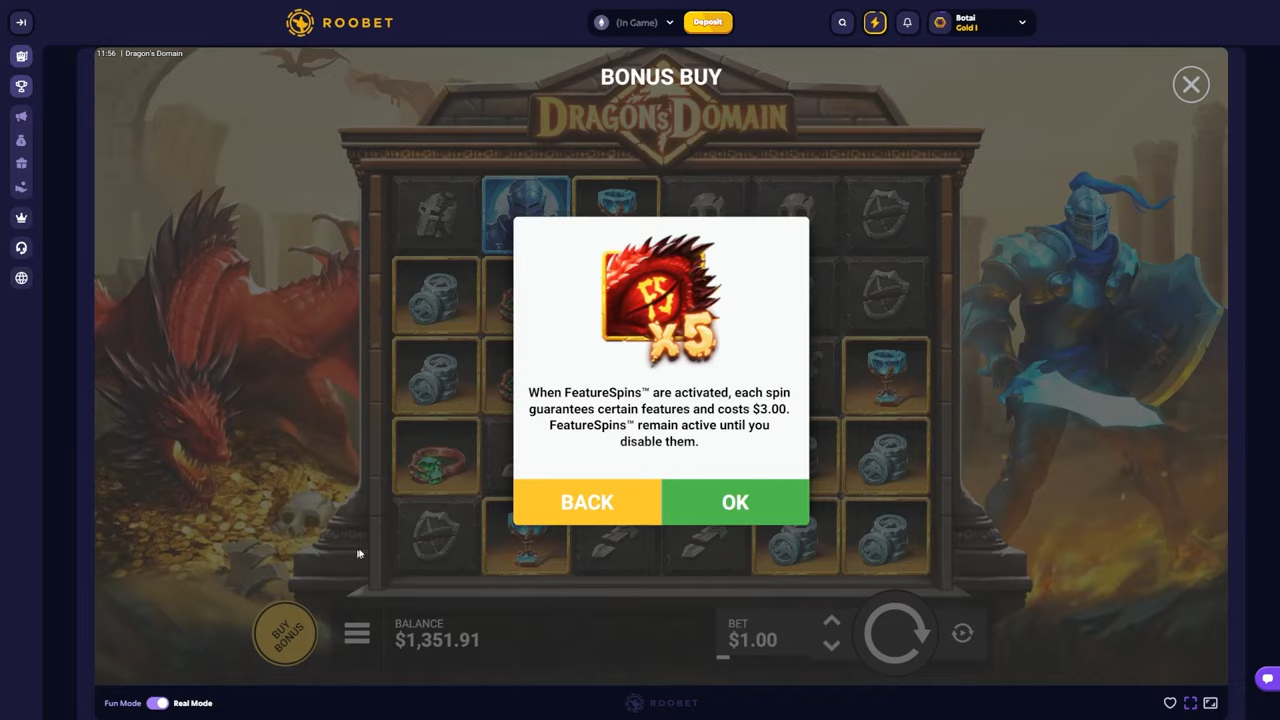 ROOBET
(In Game)
Deposit
Botai
Gold I
11:56 | Dragon's Domain
BONUS BUY
DRAGON'S DOMAIN
FS
x5
When FeatureSpins™ are activated, each spin
guarantees certain features and costs $3.00.
FeatureSpins™ remain active until you
disable them.
BACK
OK
BUY
BONUS
BALANCE
$1,351.91
BET
$1.00
Fun Mode
Real Mode
ROOBET